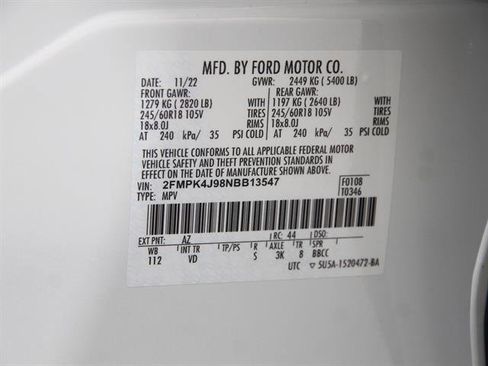 MFD. BY FORD MOTOR CO.
DATE: 11/22 GVWR: 2449 KG ( 5400 LB)
FRONT GAWR: REAR GAWR:
1279 KG ( 2820 LB) WITH 1197 KG ( 2640 LB) WITH
245/60R18 105V TIRES 245/60R18 105V TIRES
18x8.0J RIMS 18x8.0J RIMS
AT 240 kPa/ 35 PSI COLD AT 240 kPa/ 35 PSI COLD
THIS VEHICLE CONFORMS TO ALL APPLICABLE FEDERAL MOTOR
VEHICLE SAFETY AND THEFT PREVENTION STANDARDS IN
EFFECT ON THE DATE OF MANUFACTURE SHOWN ABOVE.
VIN: 2FMPK4J98NBB13547 F0108
TYPE: MPV T0346
EXT PNT: AZ RC: 44 DSO:
WB INT TR TP/PS R AXLE TR SPR
112 VD S 3K 8 BBCC
UTC 5U5A-1520472-BA